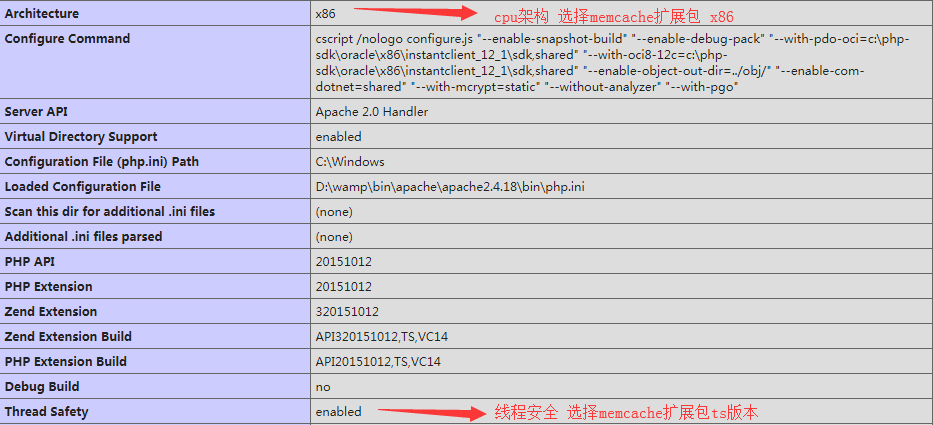 Architecture x86 cpu架构 选择memcache扩展包 x86
Configure Command cscript /nologo configure.js "--enable-snapshot-build" "--enable-debug-pack" "--with-pdo-oci=c:\php-
sdk\oracle\x86\instantclient_12_1\sdk,shared" "--with-oci8-12c=c:\php-
sdk\oracle\x86\instantclient_12_1\sdk,shared" "--enable-object-out-dir=../obj/" "--enable-com-
dotnet=shared" "--with-mcrypt=static" "--without-analyzer" "--with-pgo"
Server API Apache 2.0 Handler
Virtual Directory Support enabled
Configuration File (php.ini) Path C:\Windows
Loaded Configuration File D:\wamp\bin\apache\apache2.4.18\bin\php.ini
Scan this dir for additional .ini files (none)
Additional .ini files parsed (none)
PHP API 20151012
PHP Extension 20151012
Zend Extension 320151012
Zend Extension Build API320151012,TS,VC14
PHP Extension Build API20151012,TS,VC14
Debug Build no
Thread Safety enabled 线程安全 选择memcache扩展包ts版本